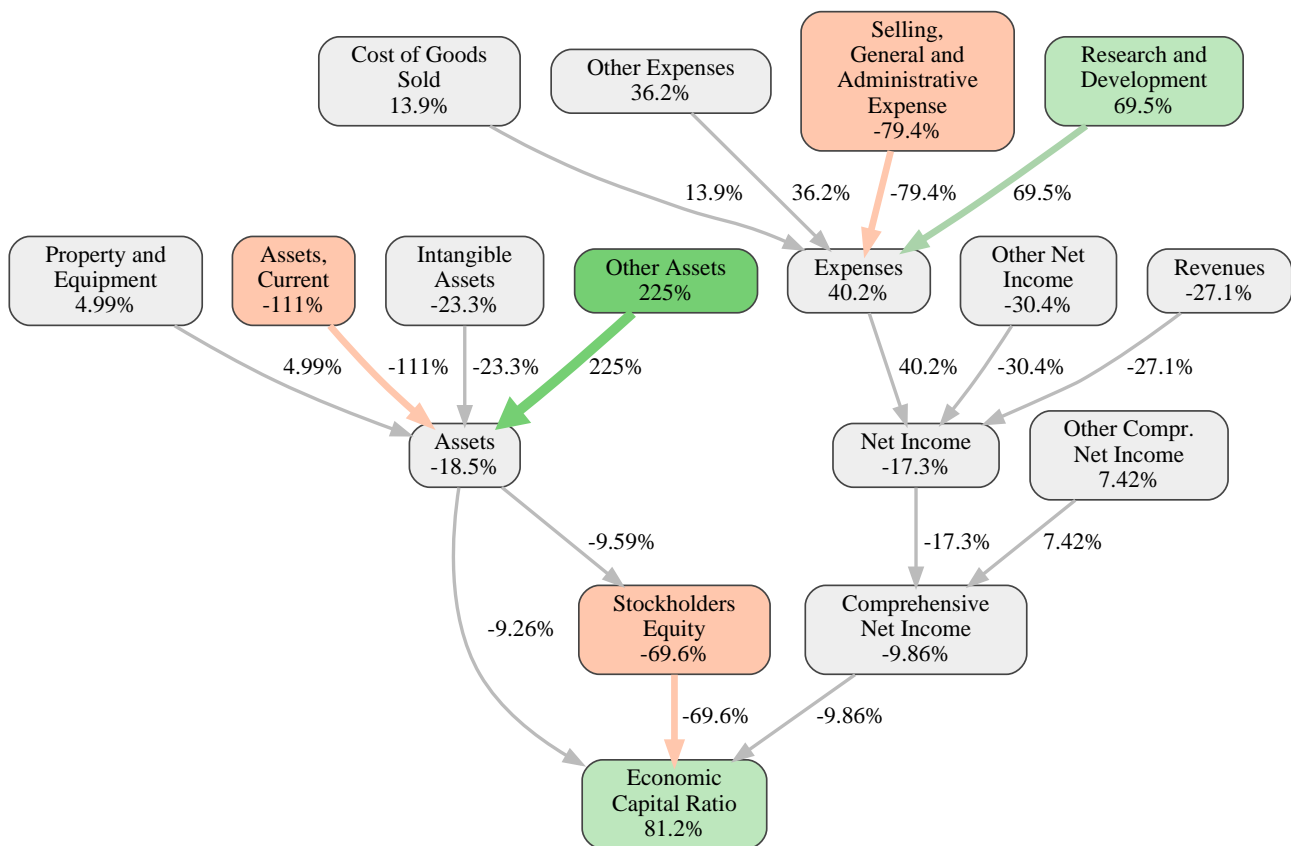 Cost of Goods
Sold
13.9%
Other Expenses
36.2%
Selling,
General and
Administrative
Expense
-79.4%
Research and
Development
69.5%
13.9%
36.2%
-79.4%
69.5%
Property and
Equipment
4.99%
Assets,
Current
-111%
Intangible
Assets
-23.3%
Other Assets
225%
Expenses
40.2%
Other Net
Income
-30.4%
Revenues
-27.1%
4.99%
-111%
-23.3%
225%
40.2%
-30.4%
-27.1%
Assets
-18.5%
Net Income
-17.3%
Other Compr.
Net Income
7.42%
-9.59%
-17.3%
7.42%
-9.26%
Stockholders
Equity
-69.6%
Comprehensive
Net Income
-9.86%
-69.6%
-9.86%
Economic
Capital Ratio
81.2%